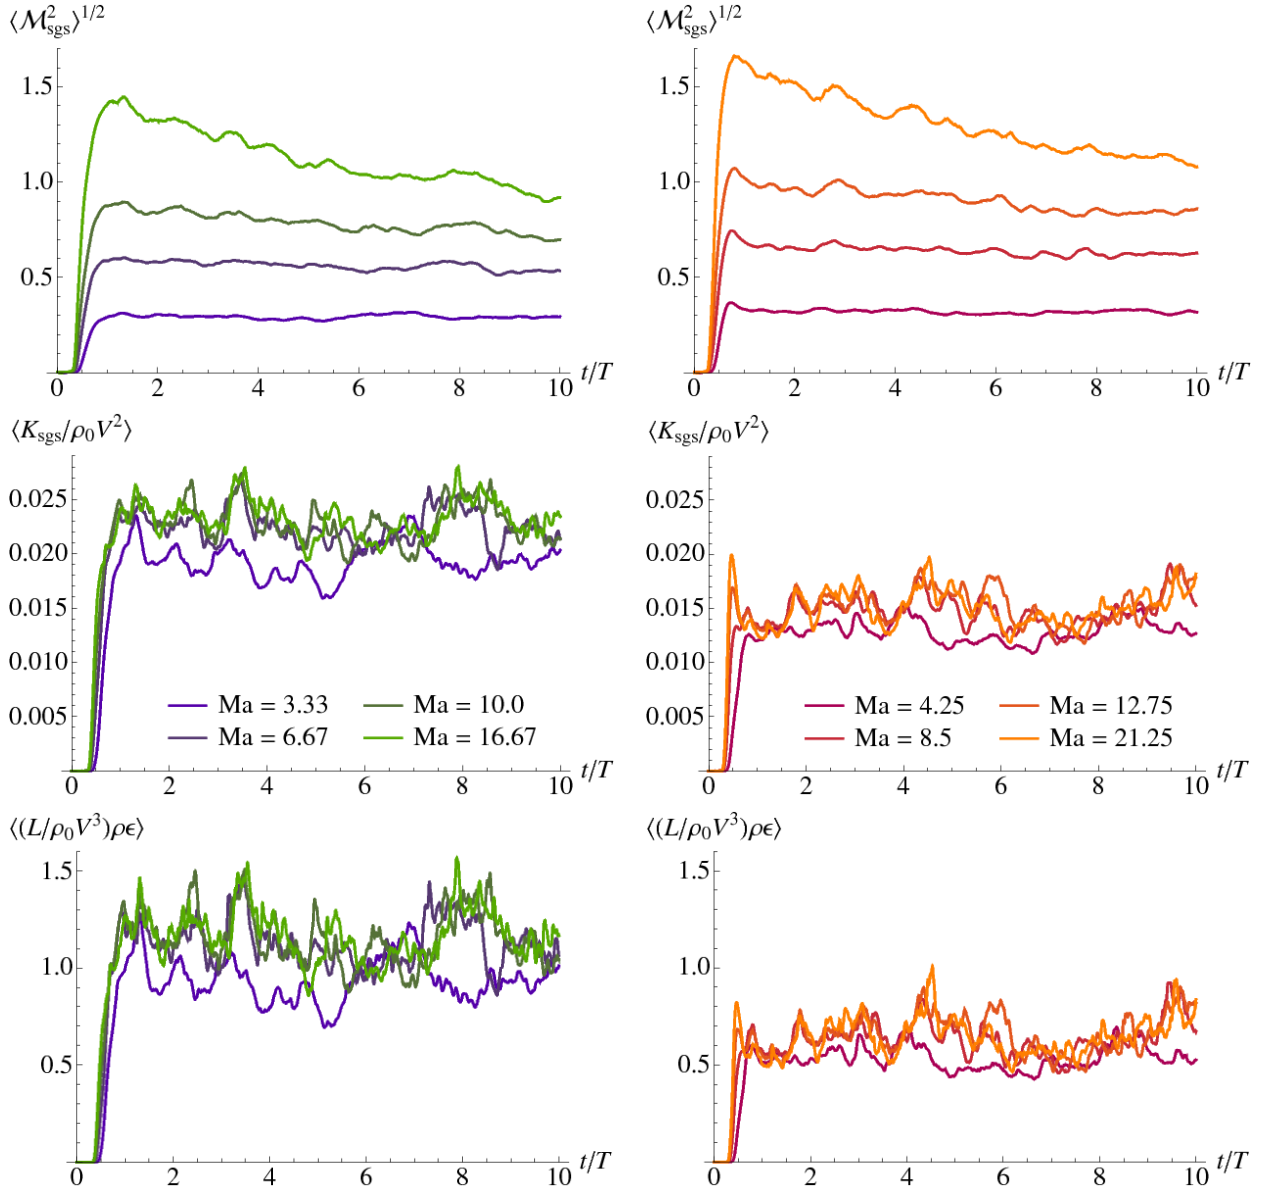 ⟨ℳ²sgs⟩^1/2 ⟨ℳ²sgs⟩^1/2
1.5 1.5
1.0 1.0
0.5 0.5
0 2 4 6 8 10 t/T 0 2 4 6 8 10 t/T
⟨Ksgs/ρ0V²⟩ ⟨Ksgs/ρ0V²⟩
0.025 0.025
0.020 0.020
0.015 0.015
0.010 0.010
0.005 0.005
Ma = 3.33 Ma = 10.0 Ma = 4.25 Ma = 12.75
Ma = 6.67 Ma = 16.67 Ma = 8.5 Ma = 21.25
0 2 4 6 8 10 t/T 0 2 4 6 8 10 t/T
⟨(L/ρ0V³)ρϵ⟩ ⟨(L/ρ0V³)ρϵ⟩
1.5 1.5
1.0 1.0
0.5 0.5
0 2 4 6 8 10 t/T 0 2 4 6 8 10 t/T